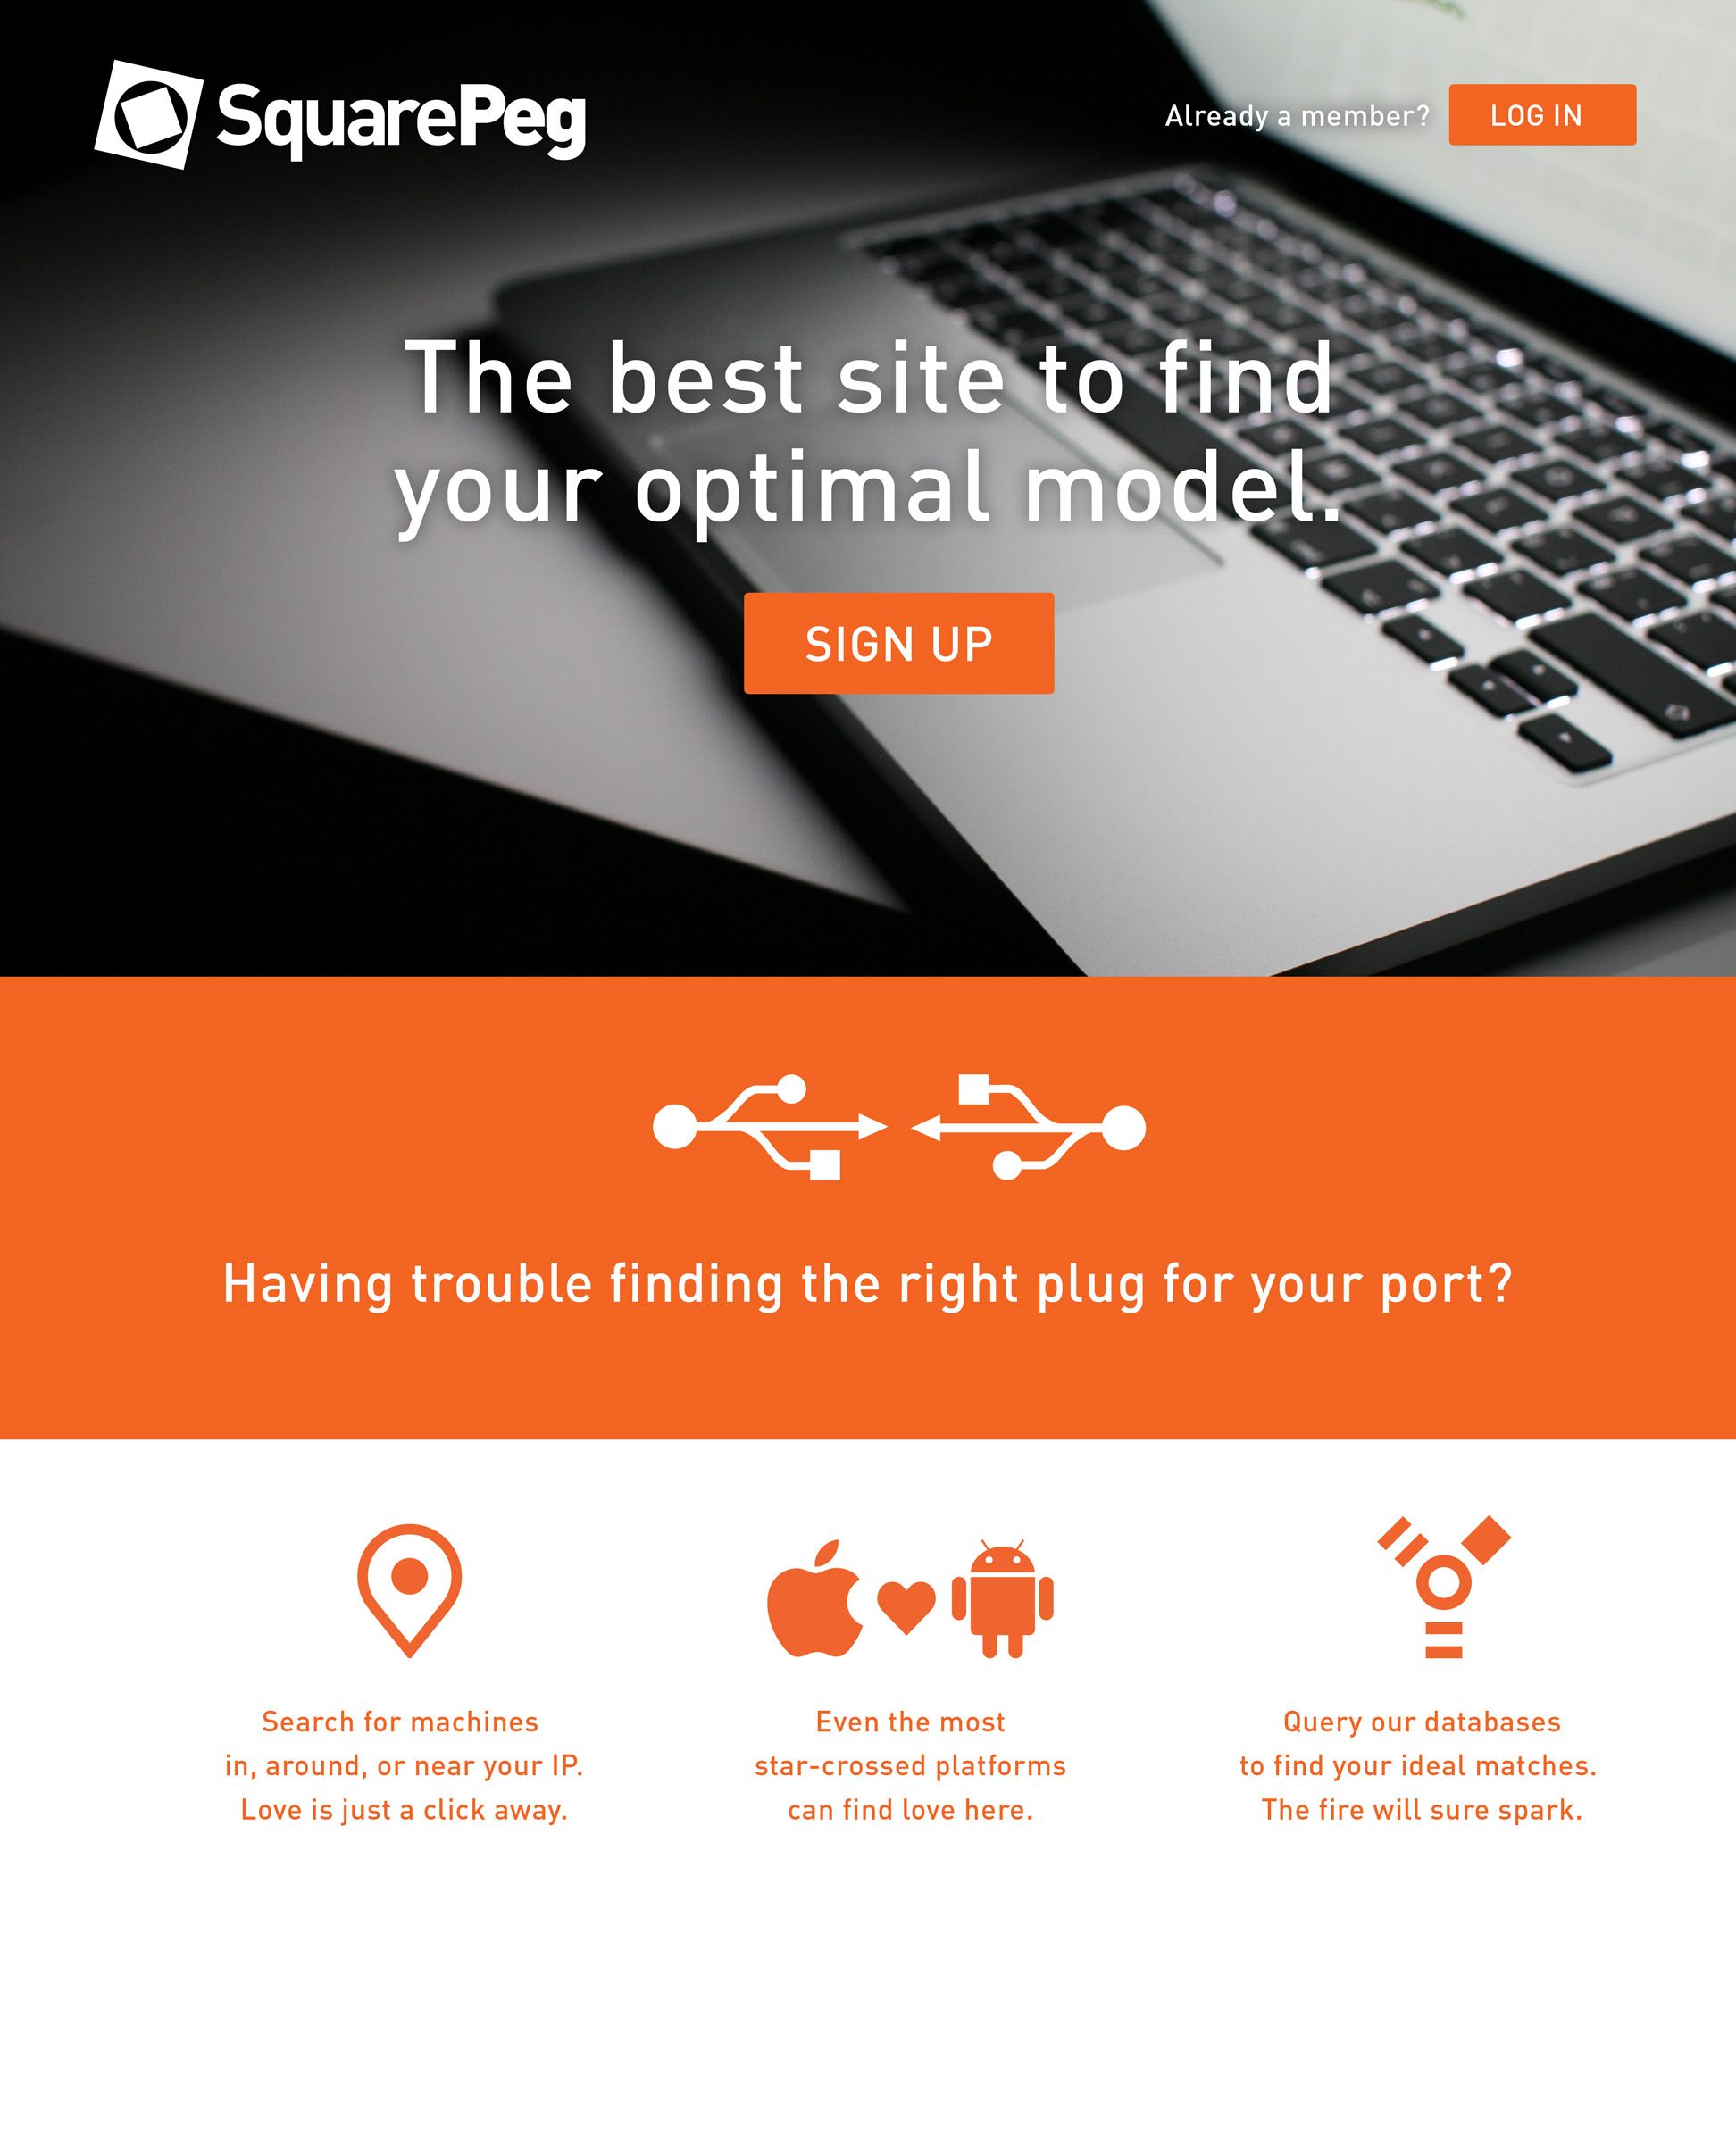 SquarePeg
Already a member?
LOG IN
The best site to find
your optimal model.
SIGN UP
Having trouble finding the right plug for your port?
Search for machines
in, around, or near your IP.
Love is just a click away.
Even the most
star-crossed platforms
can find love here.
Query our databases
to find your ideal matches.
The fire will sure spark.